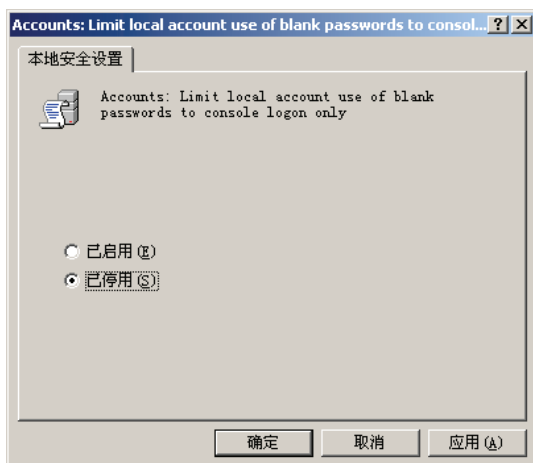 Accounts: Limit local account use of blank passwords to consol...
本地安全设置
Accounts: Limit local account use of blank
passwords to console logon only
已启用(E)
已停用(S)
确定 取消 应用(A)